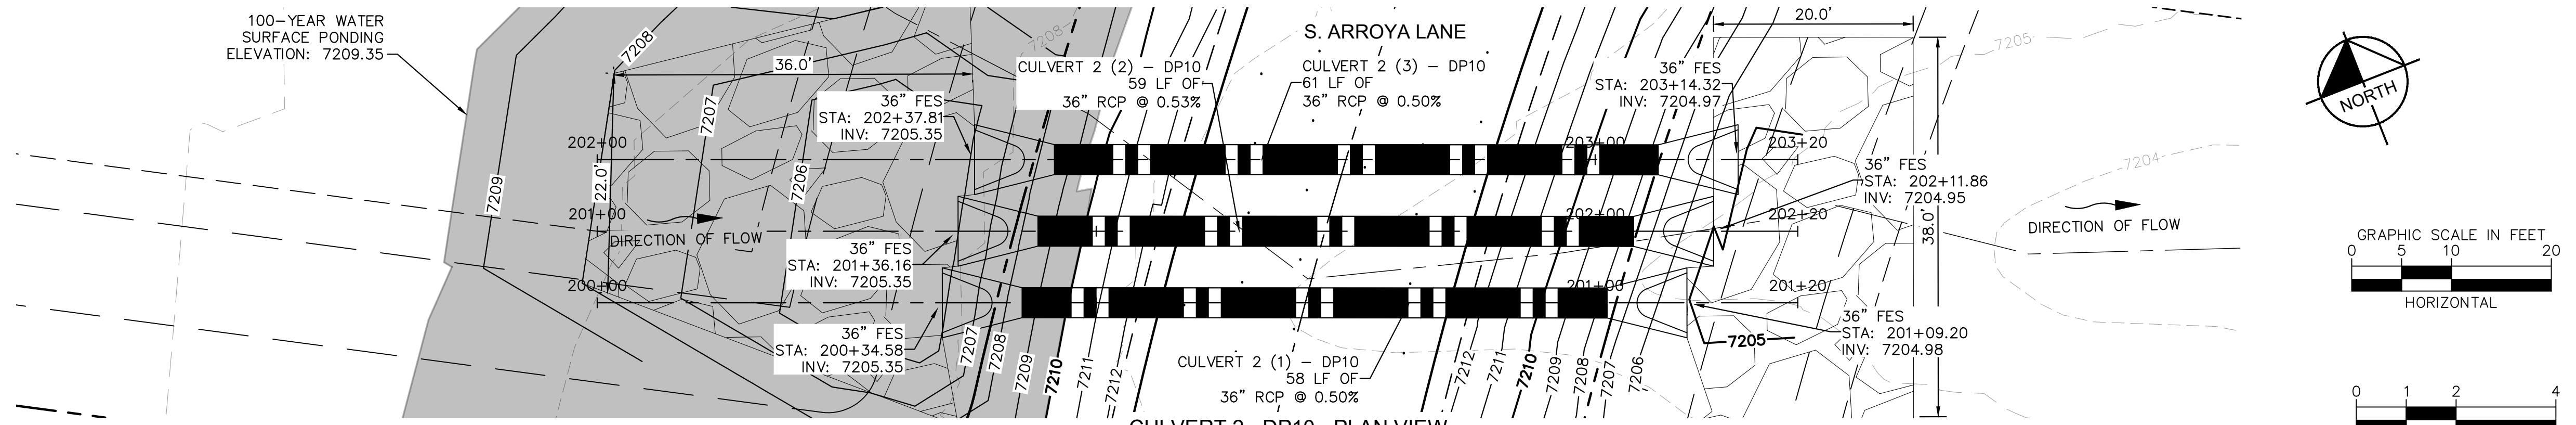 100-YEAR WATER
SURFACE PONDING
ELEVATION: 7209.35
7208
7208
S. ARROYA LANE
20.0'
7205
36.0'
CULVERT 2 (2) – DP10
59 LF OF
36" RCP @ 0.53%
CULVERT 2 (3) – DP10
61 LF OF
36" RCP @ 0.50%
36" FES
STA: 203+14.32
INV: 7204.97
NORTH
7207
36" FES
STA: 202+37.81
INV: 7205.35
202+00
203+00
203+20
7204
7209
22.0'
7206
36" FES
STA: 202+11.86
INV: 7204.95
201+00
202+00
202+20
38.0'
DIRECTION OF FLOW
DIRECTION OF FLOW
GRAPHIC SCALE IN FEET
0 5 10 20
HORIZONTAL
36" FES
STA: 201+36.16
INV: 7205.35
200+00
201+00
201+20
36" FES
STA: 201+09.20
INV: 7204.98
36" FES
STA: 200+34.58
INV: 7205.35
7207
7208
7209
7210
7211
7212
CULVERT 2 (1) – DP10
58 LF OF
36" RCP @ 0.50%
7212
7211
7210
7209
7208
7207
7206
7205
0 1 2 4
CULVERT 2 - DP10 - PLAN VIEW